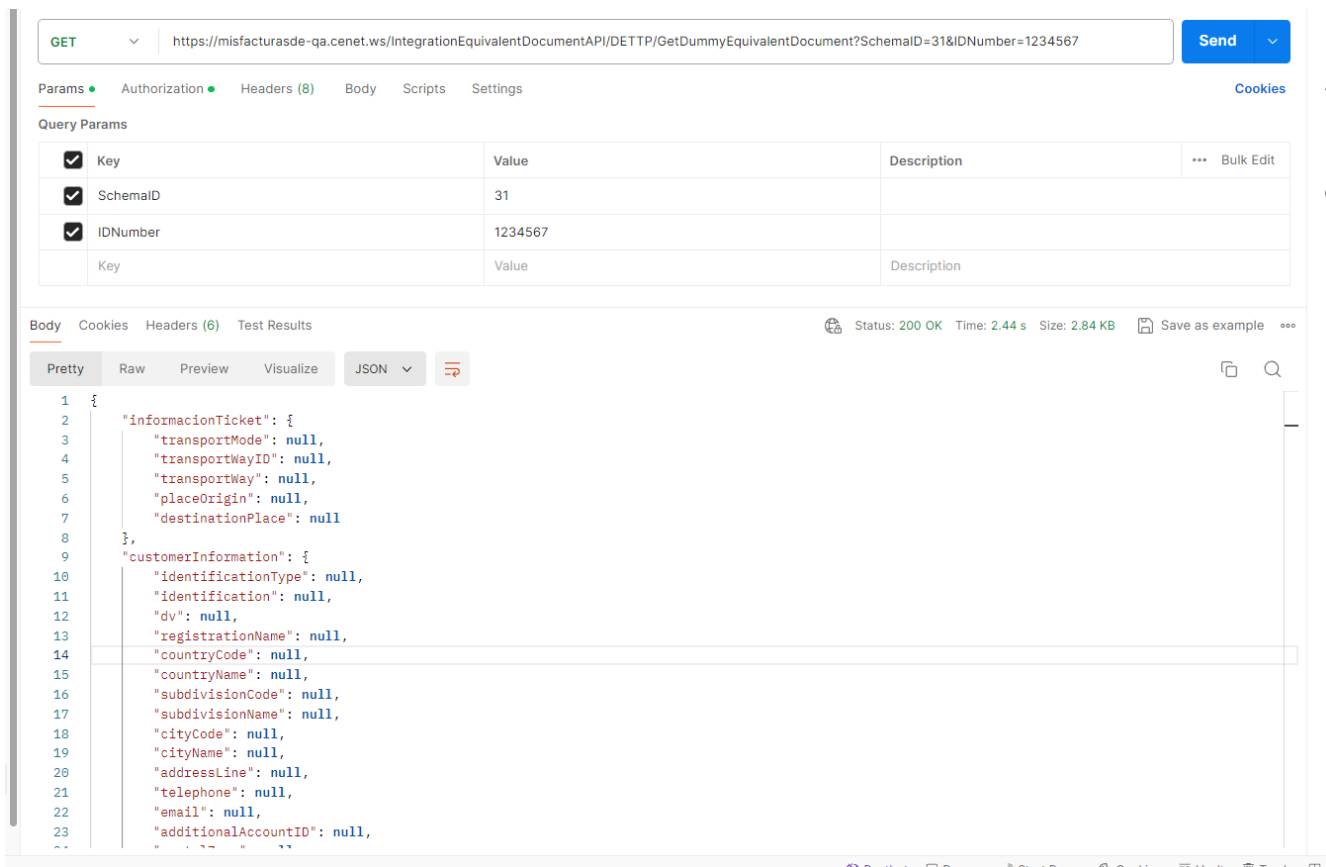 GET https://misfacturasde-qa.cenet.ws/IntegrationEquivalentDocumentAPI/DETTP/GetDummyEquivalentDocument?SchemaID=31&IDNumber=1234567 Send
Params Authorization Headers (8) Body Scripts Settings Cookies
Query Params
Key Value Description Bulk Edit
SchemaID 31
IDNumber 1234567
Key Value Description
Body Cookies Headers (6) Test Results Status: 200 OK Time: 2.44 s Size: 2.84 KB Save as example
Pretty Raw Preview Visualize JSON
1 {
2 "informacionTicket": {
3 "transportMode": null,
4 "transportWayID": null,
5 "transportWay": null,
6 "placeOrigin": null,
7 "destinationPlace": null
8 },
9 "customerInformation": {
10 "identificationType": null,
11 "identification": null,
12 "dv": null,
13 "registrationName": null,
14 "countryCode": null,
15 "countryName": null,
16 "subdivisionCode": null,
17 "subdivisionName": null,
18 "cityCode": null,
19 "cityName": null,
20 "addressLine": null,
21 "telephone": null,
22 "email": null,
23 "additionalAccountID": null,